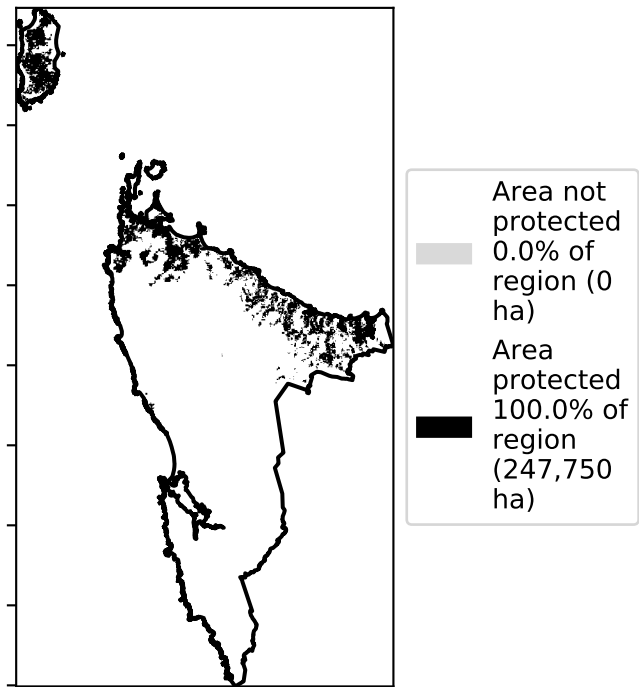 Area not
protected
0.0% of
region (0
ha)
Area
protected
100.0% of
region
(247,750
ha)